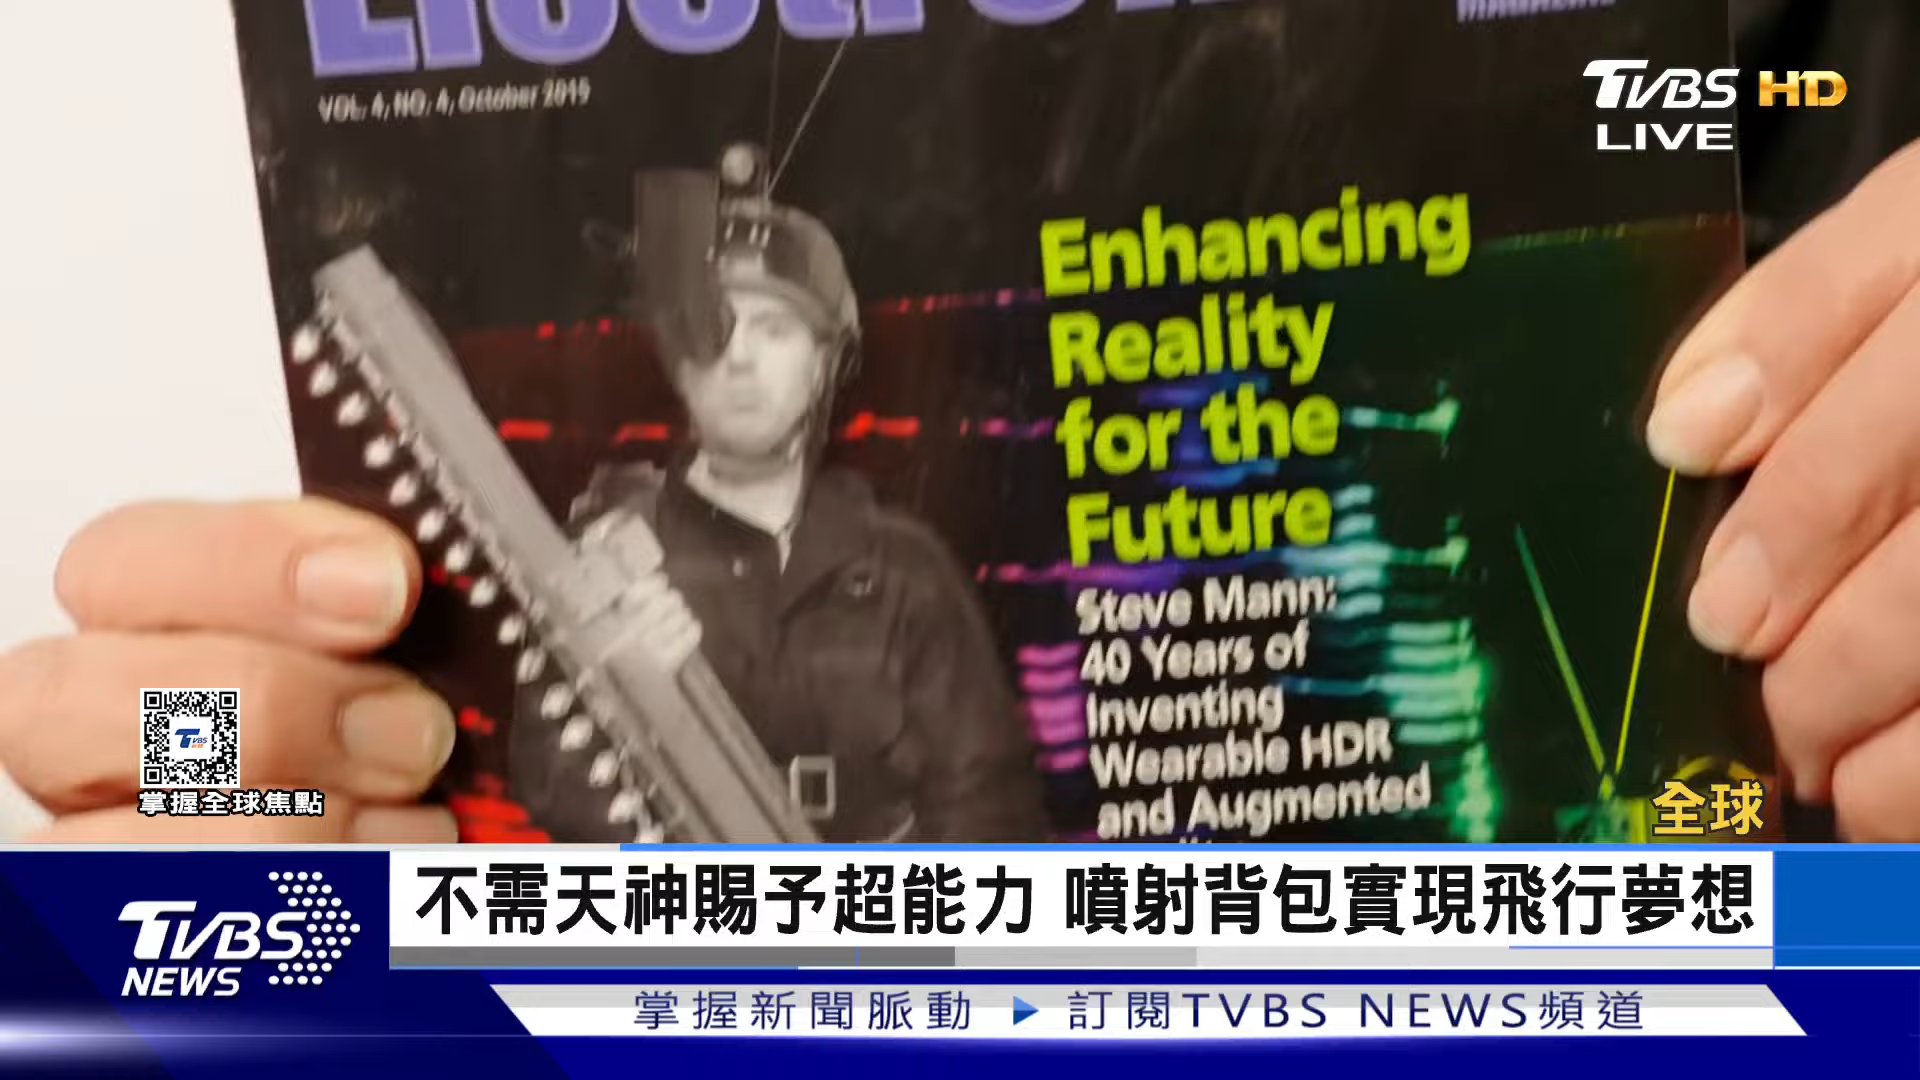 VOL. 4, NO. 4, October 2015
TVBS HD
LIVE
Enhancing
Reality
for the
Future
Steve Mann:
40 Years of
Inventing
Wearable HDR
and Augmented
TVBS
掌握全球焦點
全球
不需天神賜予超能力 噴射背包實現飛行夢想
TVBS
NEWS
掌握新聞脈動 訂閱TVBS NEWS頻道